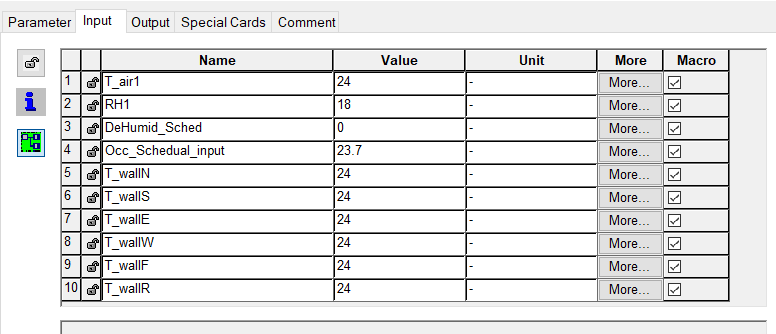 Parameter Input Output Special Cards Comment
Name Value Unit More Macro
1 T_air1 24 - More...
2 RH1 18 - More...
3 DeHumid_Sched 0 - More...
4 Occ_Schedual_input 23.7 - More...
5 T_wallN 24 - More...
6 T_wallS 24 - More...
7 T_wallE 24 - More...
8 T_wallW 24 - More...
9 T_wallF 24 - More...
10 T_wallR 24 - More...